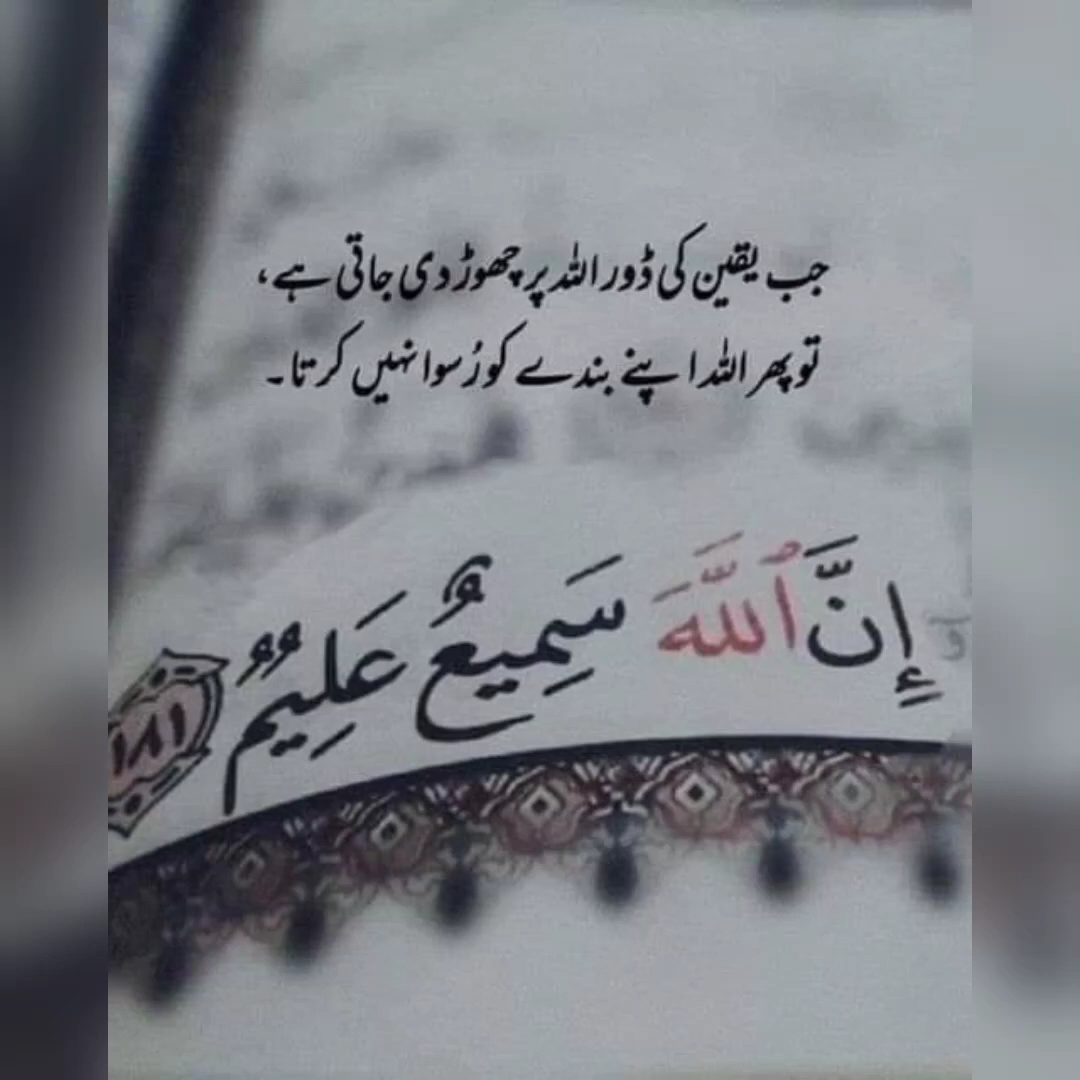 جب یقین کی ڈور اللہ پر چھوڑ دی جاتی ہے،
تو پھر اللہ اپنے بندے کو رُسوا نہیں کرتا۔
إِنَّ ٱللَّهَ سَمِيعٌ عَلِيمٌ ١٨١